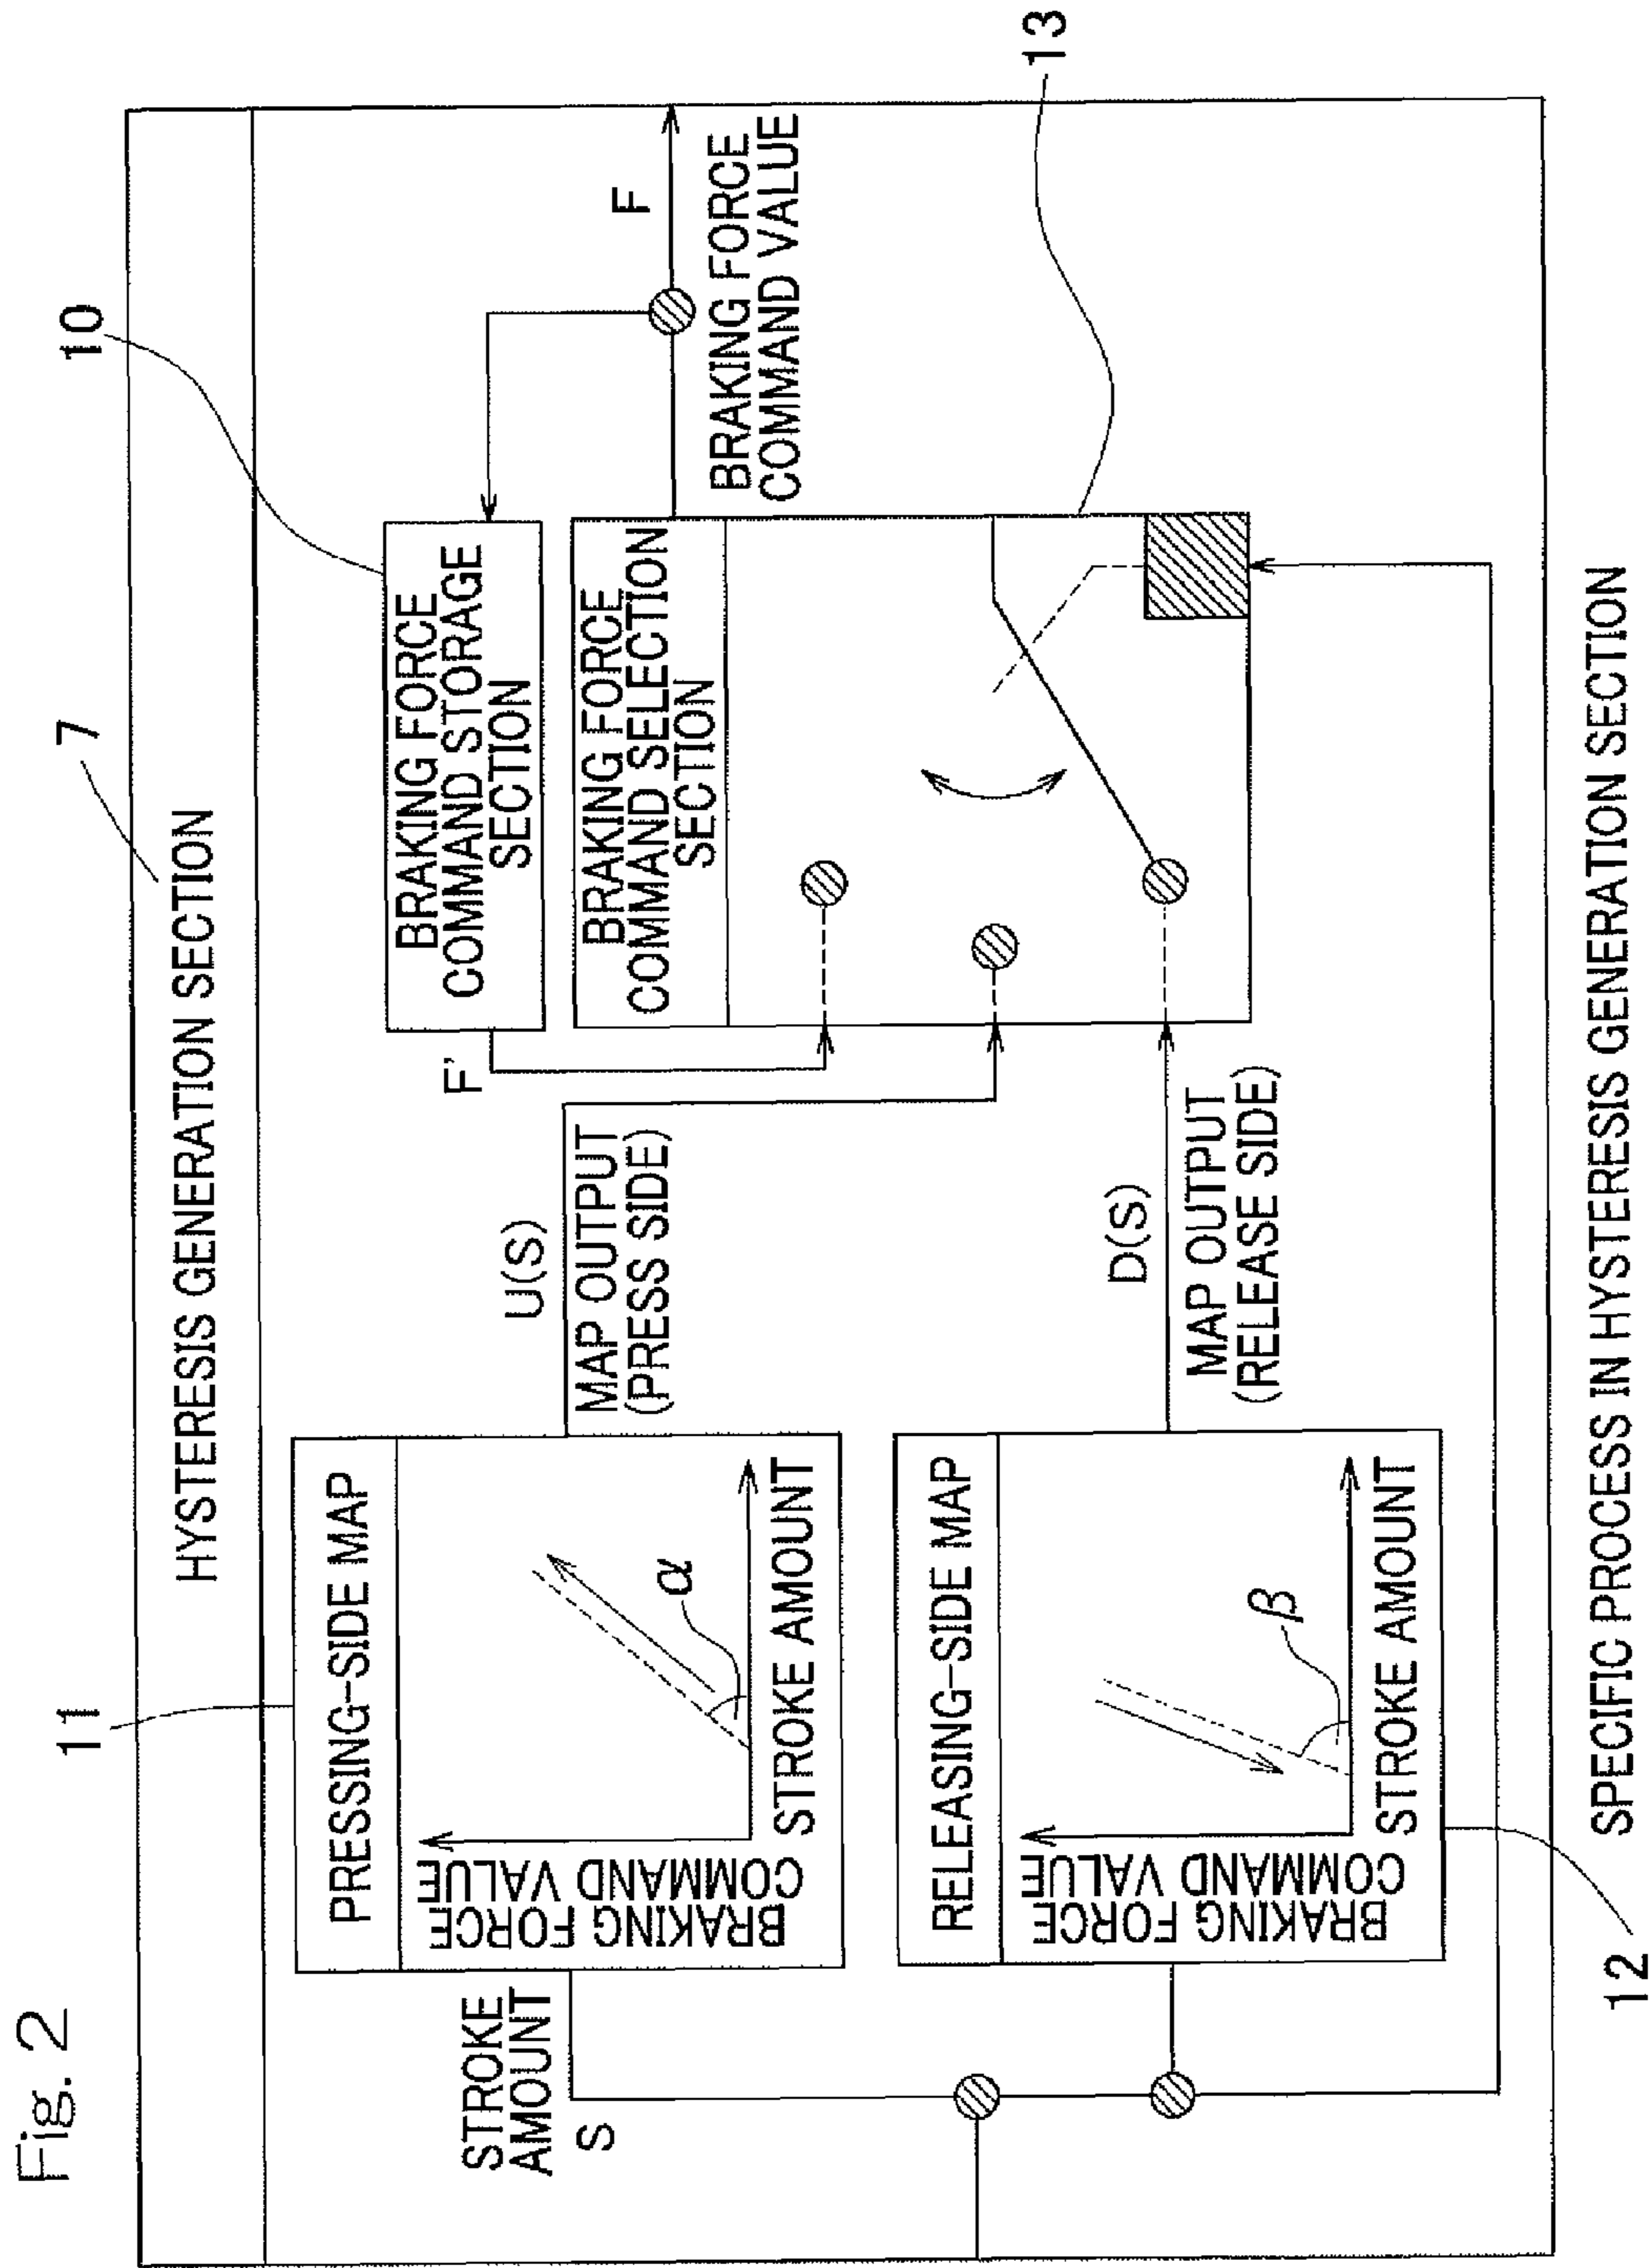 Fig. 2
7
HYSTERESIS GENERATION SECTION
10
11
PRESSING-SIDE MAP
BRAKING FORCE
COMMAND VALUE
α
STROKE AMOUNT
STROKE
AMOUNT
S
U(S)
MAP OUTPUT
(PRESS SIDE)
F'
BRAKING FORCE
COMMAND STORAGE
SECTION
BRAKING FORCE
COMMAND SELECTION
SECTION
F
BRAKING FORCE
COMMAND VALUE
13
RELEASING-SIDE MAP
BRAKING FORCE
COMMAND VALUE
β
STROKE AMOUNT
D(S)
MAP OUTPUT
(RELEASE SIDE)
12
SPECIFIC PROCESS IN HYSTERESIS GENERATION SECTION